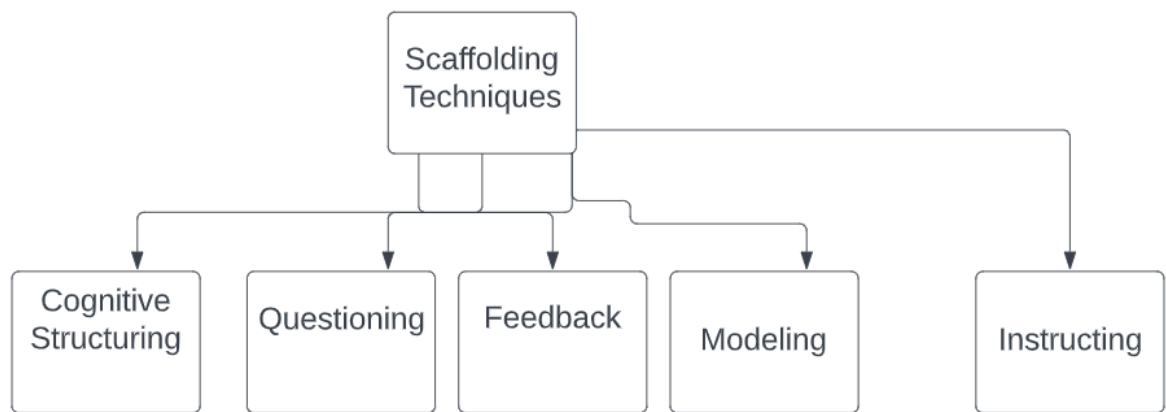 Scaffolding
Techniques
Cognitive
Structuring
Questioning
Feedback
Modeling
Instructing